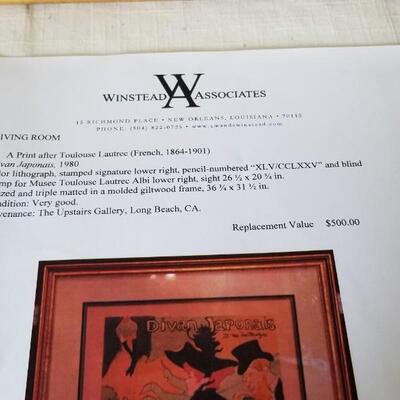 WINSTEAD WA ASSOCIATES
15 RICHMOND PLACE • NEW ORLEANS, LOUISIANA • 70115
PHONE: (504) 822-0725 • www.smandwinstead.com
IVING ROOM
A Print after Toulouse Lautrec (French, 1864-1901)
Divan Japonais, 1980
lor lithograph, stamped signature lower right, pencil-numbered "XLV/CCLXXV" and blind
mp for Musee Toulouse Lautrec Albi lower right, sight 26 ½ x 20 ¾ in.
zed and triple matted in a molded giltwood frame, 36 ¾ x 31 ½ in.
ndition: Very good.
venance: The Upstairs Gallery, Long Beach, CA.
Replacement Value $500.00
Divan Japonais